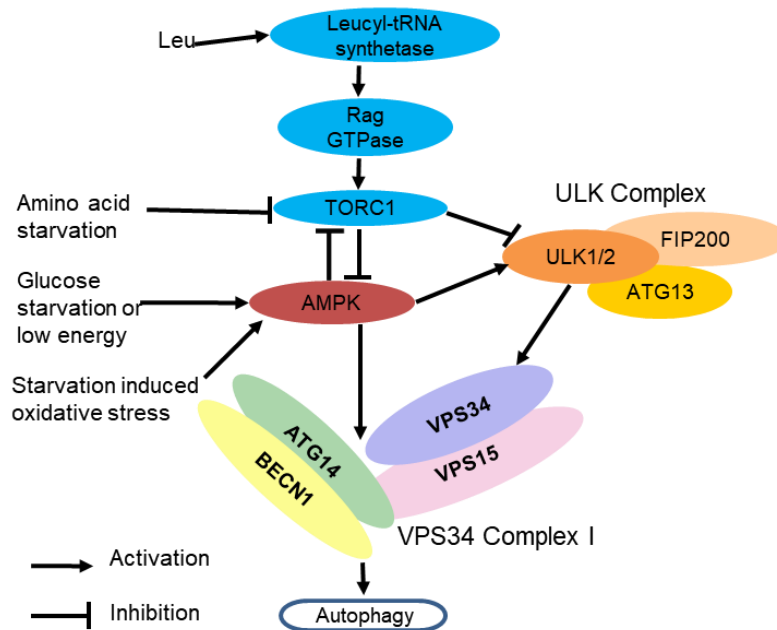 Leu
Leucyl-tRNA
synthetase
Rag
GTPase
Amino acid
starvation
TORC1
ULK Complex
FIP200
ULK1/2
ATG13
Glucose
starvation or
low energy
AMPK
Starvation induced
oxidative stress
ATG14
BECN1
VPS34
VPS15
VPS34 Complex I
Activation
Inhibition
Autophagy